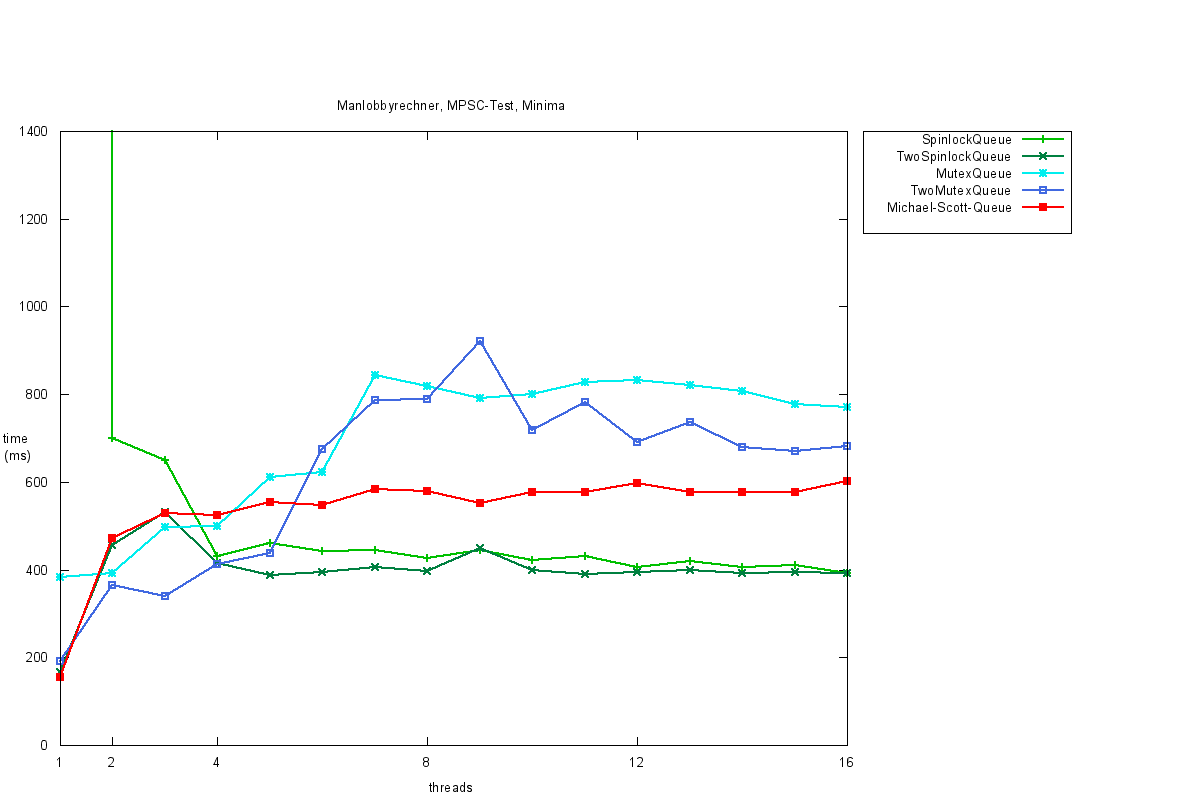 Manlobbyrechner, MPSC-Test, Minima
1400
1200
1000
800
600
400
200
0
time
(ms)
1
2
4
8
12
16
threads
SpinlockQueue
TwoSpinlockQueue
MutexQueue
TwoMutexQueue
Michael-Scott-Queue